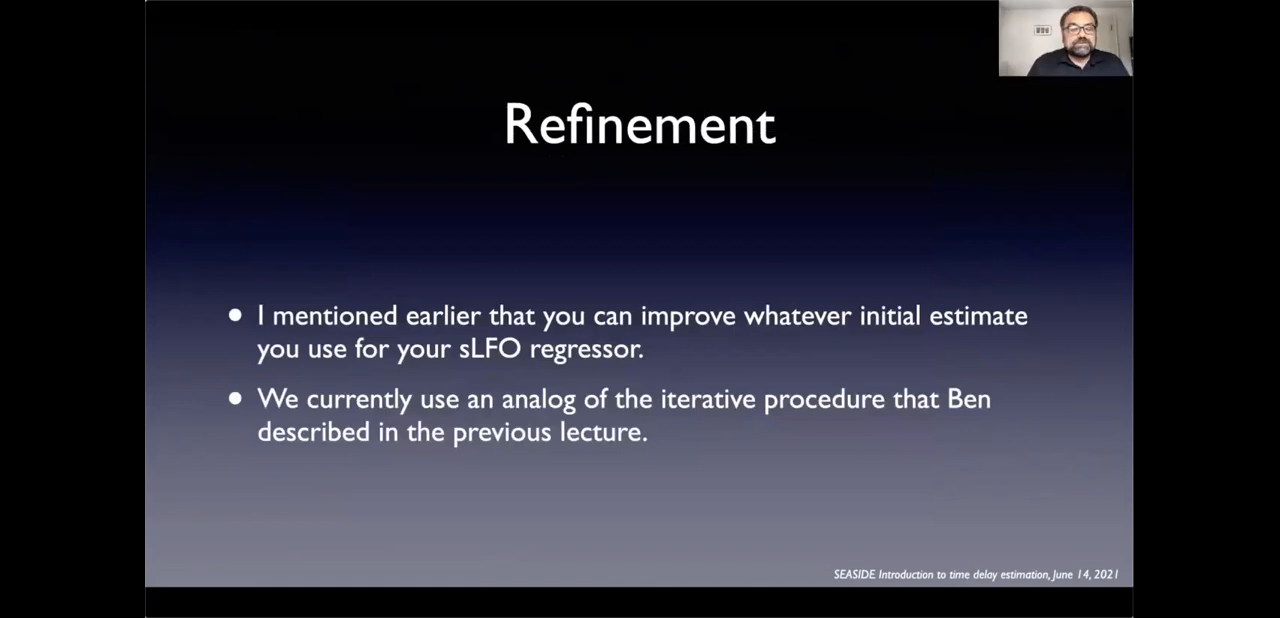 Refinement
• I mentioned earlier that you can improve whatever initial estimate
you use for your sLFO regressor.
• We currently use an analog of the iterative procedure that Ben
described in the previous lecture.
SEASIDE Introduction to time delay estimation, June 14, 2021